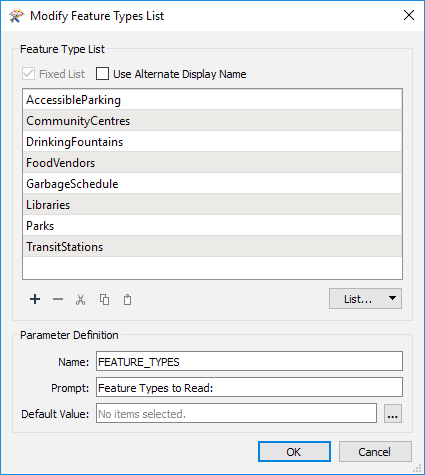 Modify Feature Types List
Feature Type List
Fixed List Use Alternate Display Name
AccessibleParking
CommunityCentres
DrinkingFountains
FoodVendors
GarbageSchedule
Libraries
Parks
TransitStations
List...
Parameter Definition
Name: FEATURE_TYPES
Prompt: Feature Types to Read:
Default Value: No items selected. ...
OK Cancel